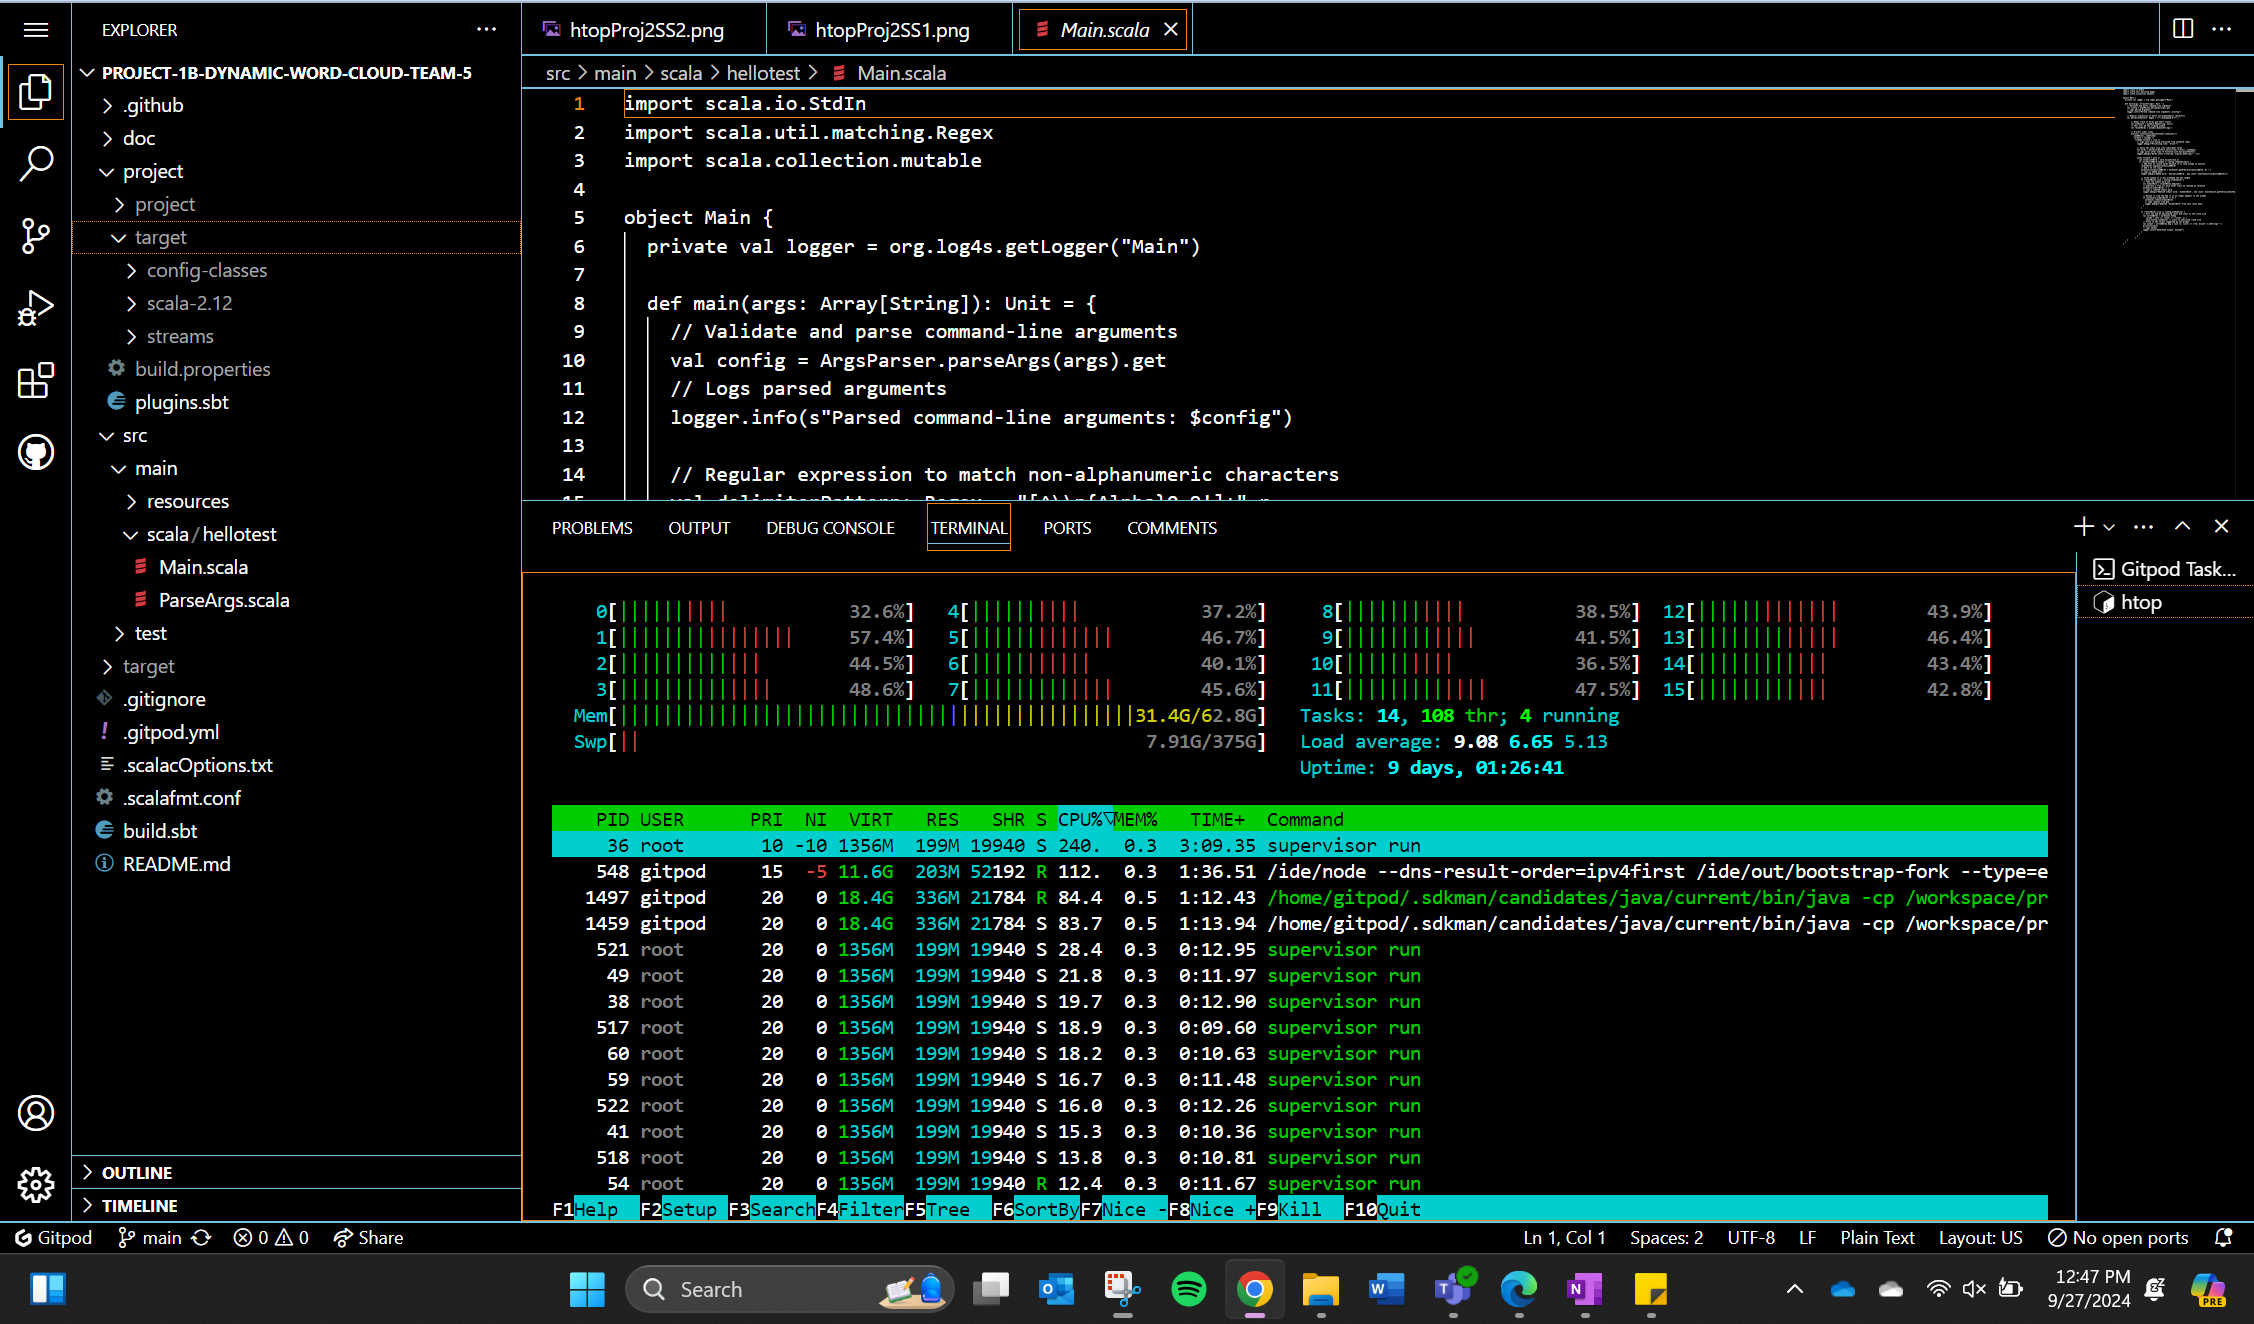 EXPLORER
PROJECT-1B-DYNAMIC-WORD-CLOUD-TEAM-5
.github
doc
project
project
target
config-classes
scala-2.12
streams
build.properties
plugins.sbt
src
main
resources
scala/hellotest
Main.scala
ParseArgs.scala
test
target
.gitignore
.gitpod.yml
.scalacOptions.txt
.scalafmt.conf
build.sbt
README.md
OUTLINE
TIMELINE
htopProj2SS2.png htopProj2SS1.png Main.scala
src > main > scala > hellotest > Main.scala
1 import scala.io.StdIn
2 import scala.util.matching.Regex
3 import scala.collection.mutable
4
5 object Main {
6 private val logger = org.log4s.getLogger("Main")
7
8 def main(args: Array[String]): Unit = {
9 // Validate and parse command-line arguments
10 val config = ArgsParser.parseArgs(args).get
11 // Logs parsed arguments
12 logger.info(s"Parsed command-line arguments: $config")
13
14 // Regular expression to match non-alphanumeric characters
PROBLEMS OUTPUT DEBUG CONSOLE TERMINAL PORTS COMMENTS
Gitpod Task...
htop
0[ 32.6%] 4[ 37.2%] 8[ 38.5%] 12[ 43.9%]
1[ 57.4%] 5[ 46.7%] 9[ 41.5%] 13[ 46.4%]
2[ 44.5%] 6[ 40.1%] 10[ 36.5%] 14[ 43.4%]
3[ 48.6%] 7[ 45.6%] 11[ 47.5%] 15[ 42.8%]
Mem[ 31.4G/62.8G] Tasks: 14, 108 thr; 4 running
Swp[ 7.91G/375G] Load average: 9.08 6.65 5.13
Uptime: 9 days, 01:26:41
PID USER PRI NI VIRT RES SHR S CPU%▽MEM% TIME+ Command
36 root 10 -10 1356M 199M 19940 S 240. 0.3 3:09.35 supervisor run
548 gitpod 15 -5 11.6G 203M 52192 R 112. 0.3 1:36.51 /ide/node --dns-result-order=ipv4first /ide/out/bootstrap-fork --type=e
1497 gitpod 20 0 18.4G 336M 21784 R 84.4 0.5 1:12.43 /home/gitpod/.sdkman/candidates/java/current/bin/java -cp /workspace/pr
1459 gitpod 20 0 18.4G 336M 21784 S 83.7 0.5 1:13.94 /home/gitpod/.sdkman/candidates/java/current/bin/java -cp /workspace/pr
521 root 20 0 1356M 199M 19940 S 28.4 0.3 0:12.95 supervisor run
49 root 20 0 1356M 199M 19940 S 21.8 0.3 0:11.97 supervisor run
38 root 20 0 1356M 199M 19940 S 19.7 0.3 0:12.90 supervisor run
517 root 20 0 1356M 199M 19940 S 18.9 0.3 0:09.60 supervisor run
60 root 20 0 1356M 199M 19940 S 18.2 0.3 0:10.63 supervisor run
59 root 20 0 1356M 199M 19940 S 16.7 0.3 0:11.48 supervisor run
522 root 20 0 1356M 199M 19940 S 16.0 0.3 0:12.26 supervisor run
41 root 20 0 1356M 199M 19940 S 15.3 0.3 0:10.36 supervisor run
518 root 20 0 1356M 199M 19940 S 13.8 0.3 0:10.81 supervisor run
54 root 20 0 1356M 199M 19940 R 12.4 0.3 0:11.67 supervisor run
F1Help F2Setup F3SearchF4FilterF5Tree F6SortByF7Nice -F8Nice +F9Kill F10Quit
Gitpod main 0 0 Share Ln 1, Col 1 Spaces: 2 UTF-8 LF Plain Text Layout: US No open ports
Search
12:47 PM
9/27/2024
PRE